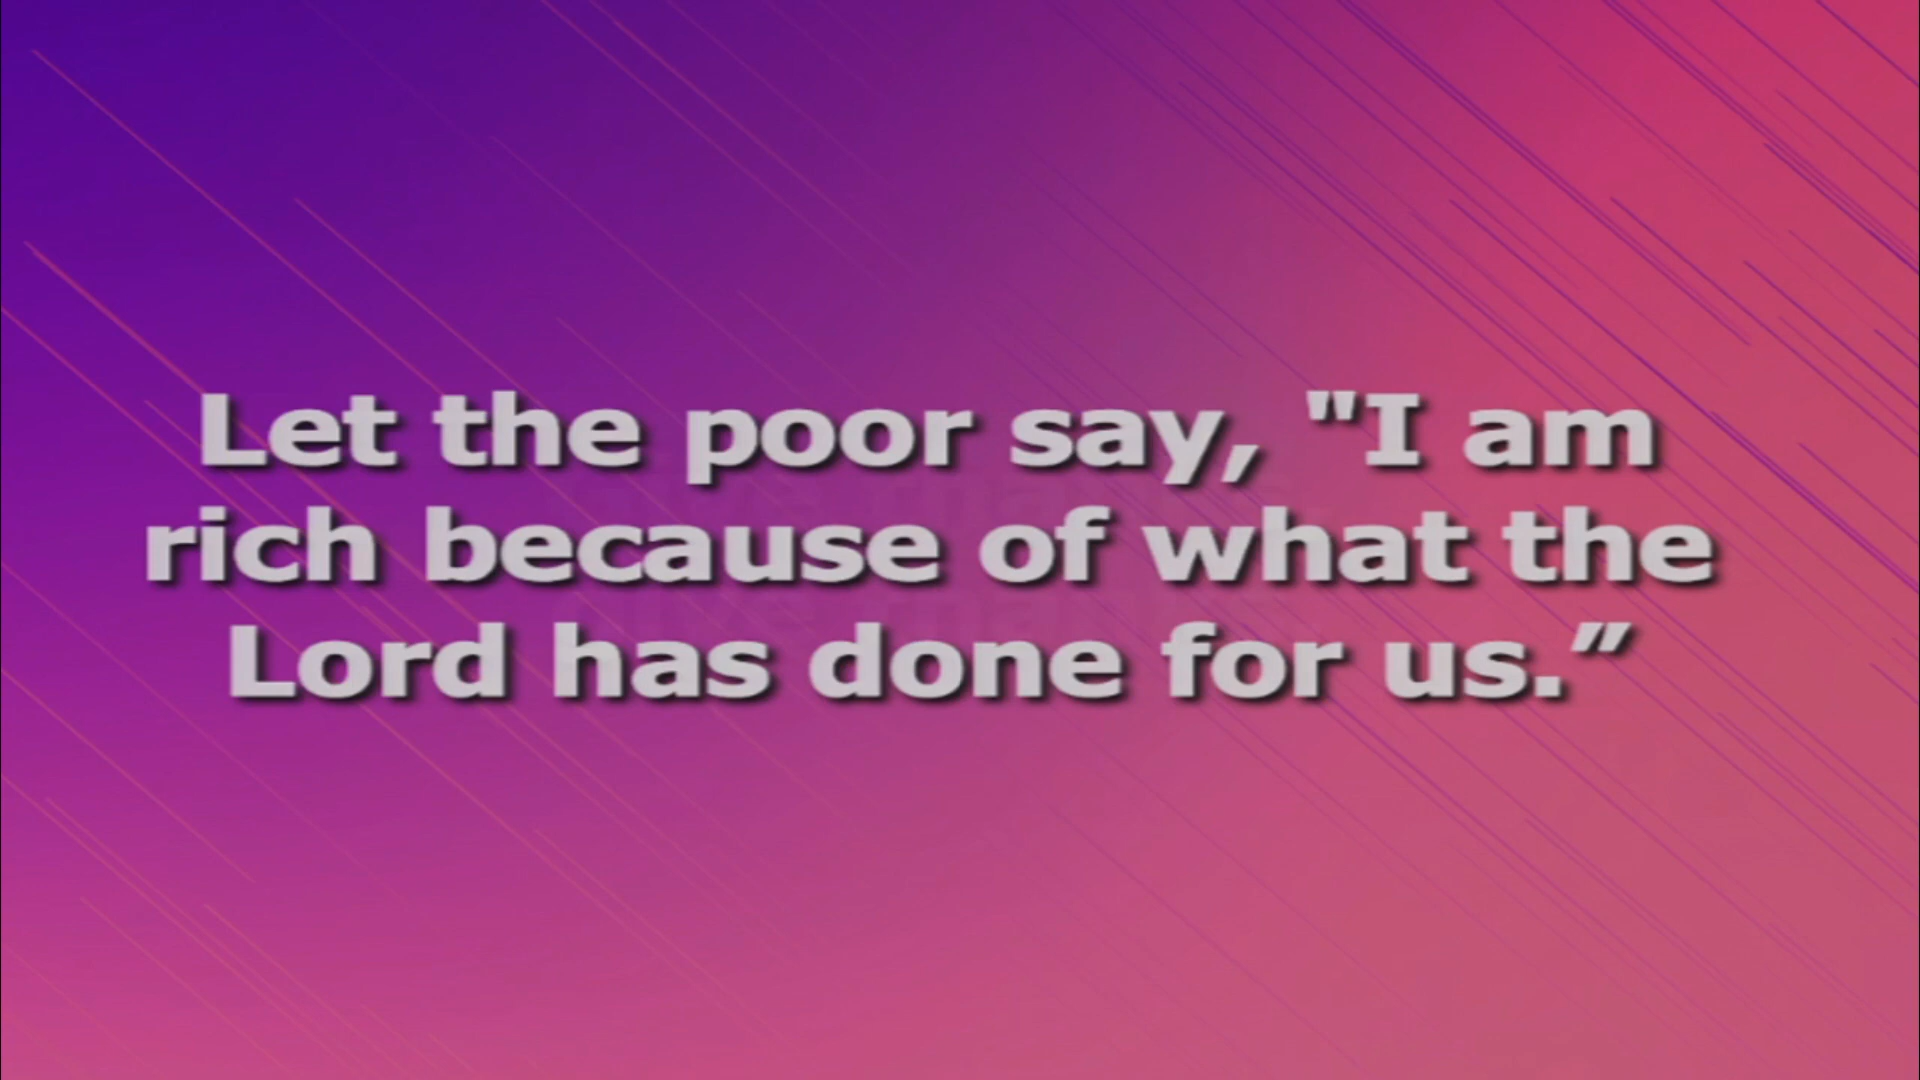 Let the poor say, "I am
rich because of what the
Lord has done for us.”